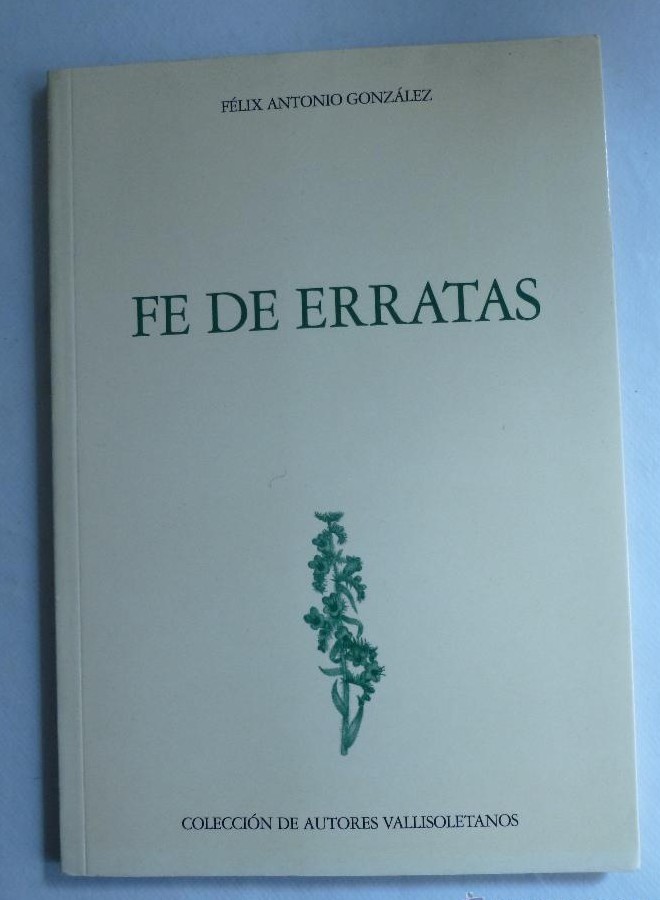 FÉLIX ANTONIO GONZÁLEZ
FE DE ERRATAS
COLECCIÓN DE AUTORES VALLISOLETANOS